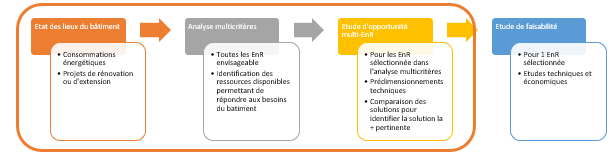 Etat des lieux du bâtiment
• Consommations
énergétiques
• Projets de rénovation
ou d'extension
Analyse multicritères
• Toutes les EnR
envisageable
• Identification des
ressources disponibles
permettant de
répondre aux besoins
du batiment
Etude d'opportunité
multi-EnR
• Pour les EnR
sélectionnée dans
l'analyse multicritères
• Prédimensionnements
techniques
• Comparaison des
solutions pour
identifier la solution la
+ pertinente
Etude de faisabilité
• Pour 1 EnR
sélectionnée
• Etudes techniques et
économiques